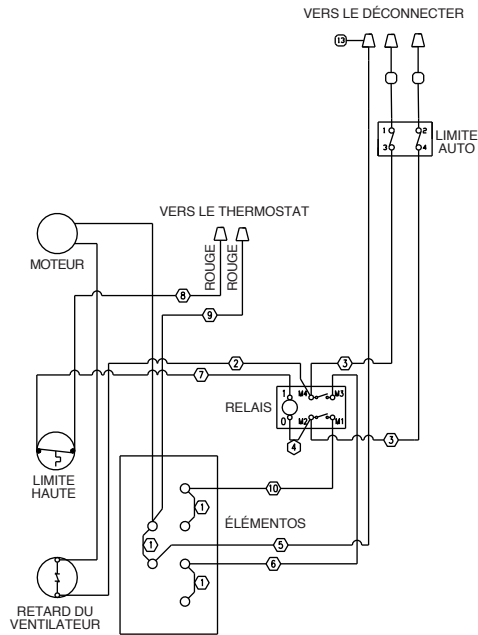 VERS LE DÉCONNECTER
13
1 2
3 4
LIMITE
AUTO
VERS LE THERMOSTAT
MOTEUR
ROUGE
ROUGE
8
9
2
3
7
1 M4 M3
RELAIS
0 M2 M1
3
4
LIMITE
HAUTE
10
1
ÉLÉMENTOS
1
5
6
1
RETARD DU
VENTILATEUR